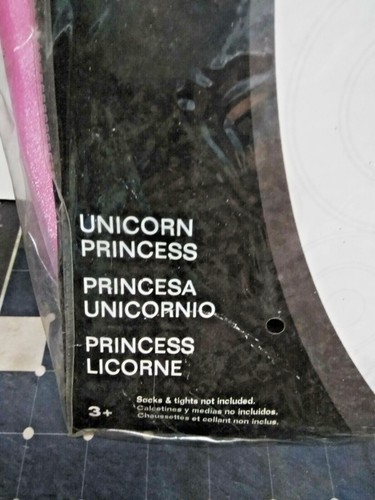 UNICORN
PRINCESS
PRINCESA
UNICORNIO
PRINCESS
LICORNE
Socks & tights not included.
Calcetines y medias no incluidos.
Chaussettes et collant non inclus.
3+